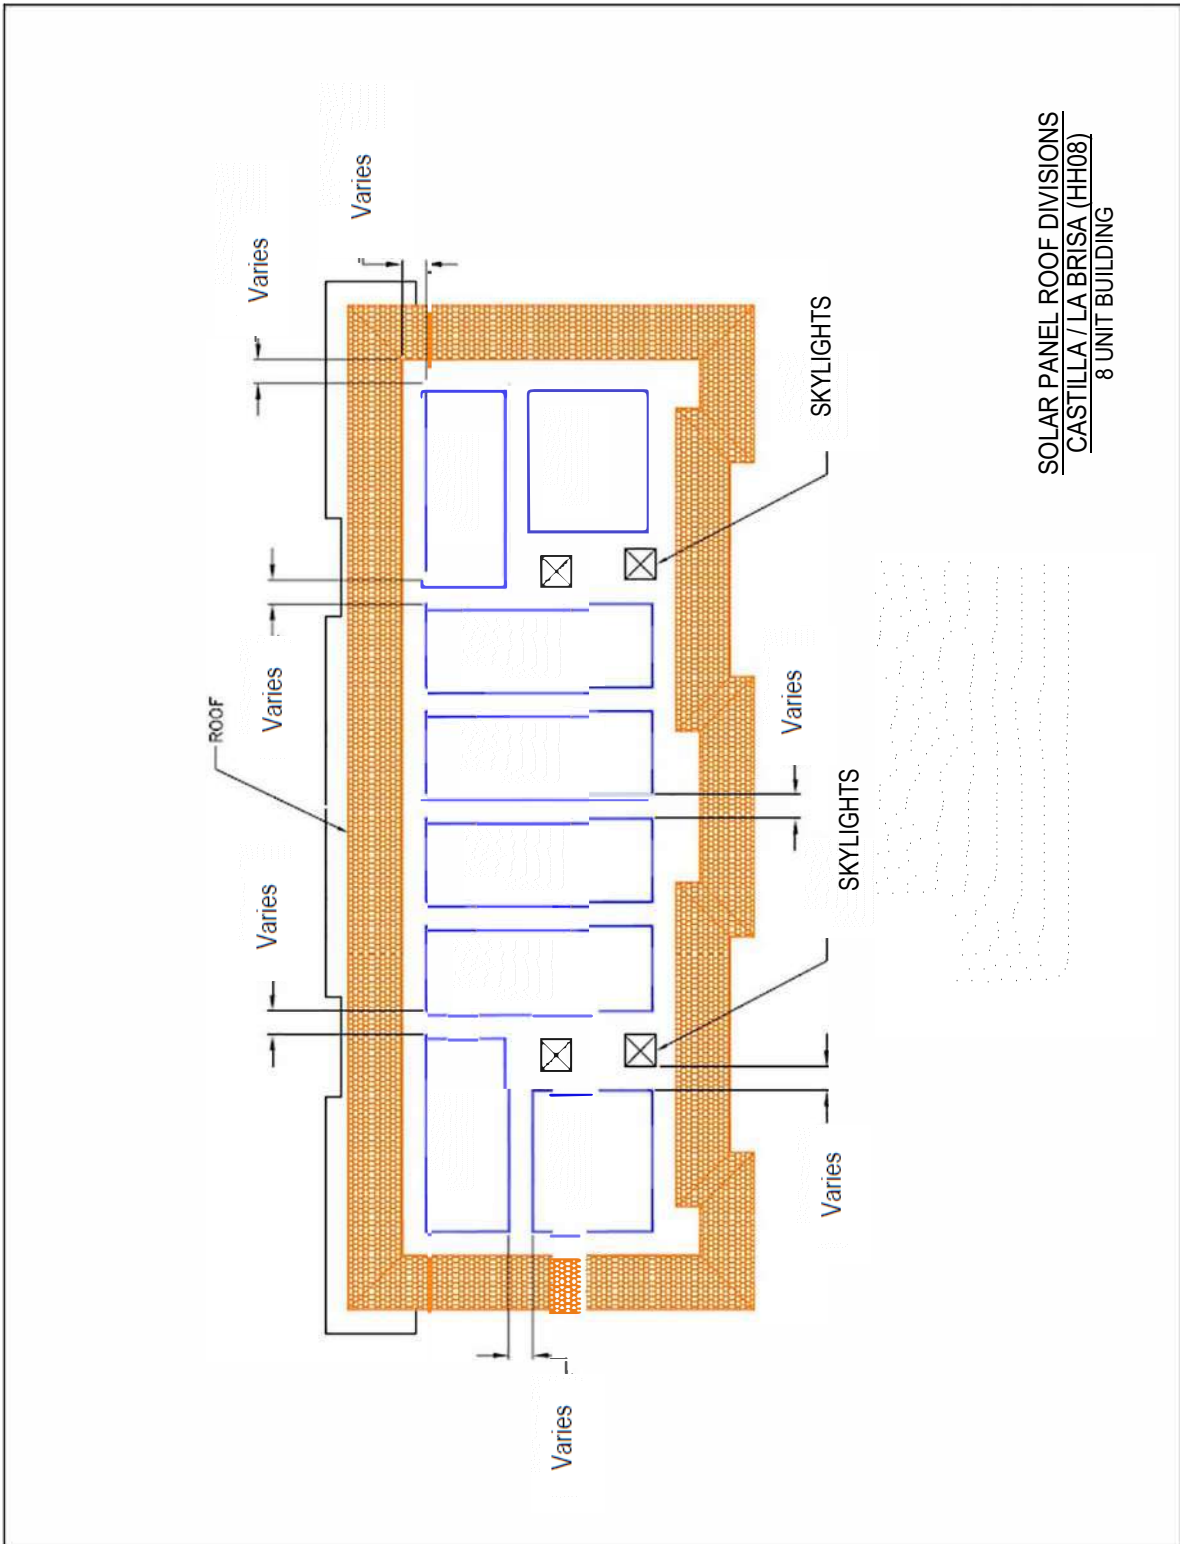 Varies
Varies
Varies
ROOF
Varies
SKYLIGHTS
Varies
SKYLIGHTS
Varies
Varies
SOLAR PANEL ROOF DIVISIONS
CASTILLA / LA BRISA (HH08)
8 UNIT BUILDING